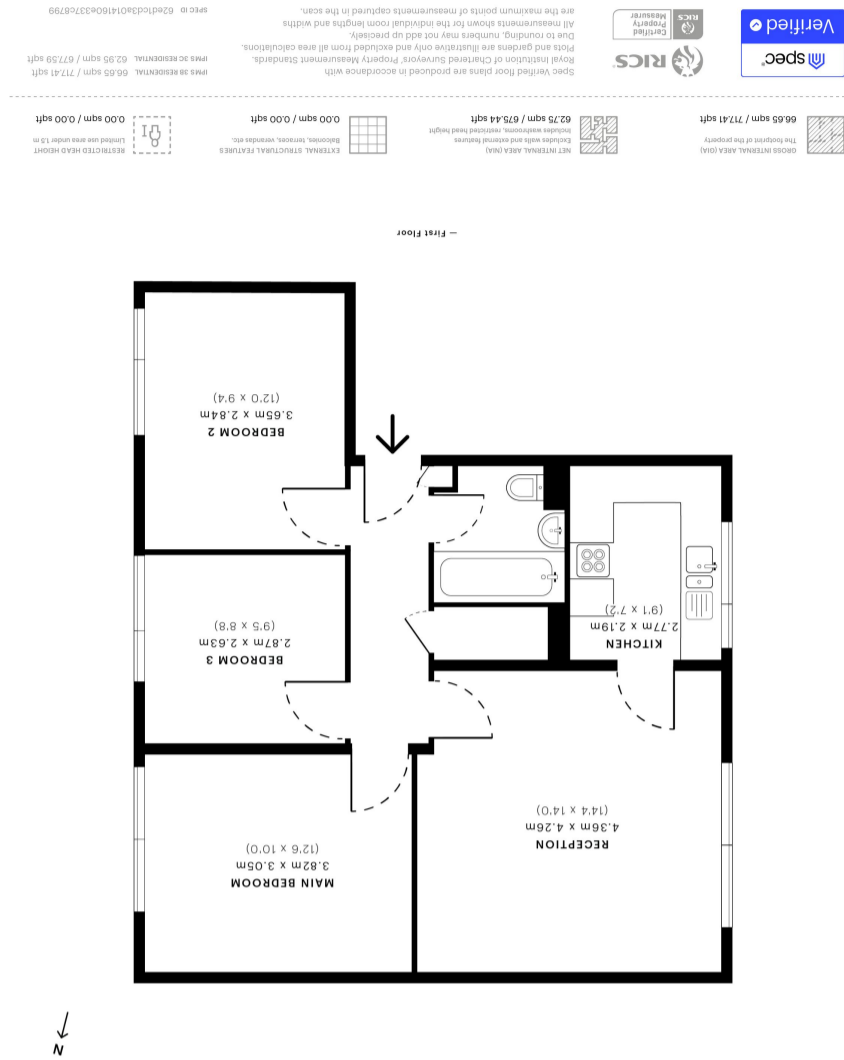 N
MAIN BEDROOM
3.82m x 3.05m
(12'6 x 10'0)
RECEPTION
4.36m x 4.26m
(14'4 x 14'0)
BEDROOM 3
2.87m x 2.63m
(9'5 x 8'8)
KITCHEN
2.77m x 2.19m
(9'1 x 7'2)
BEDROOM 2
3.65m x 2.84m
(12'0 x 9'4)
— First Floor
GROSS INTERNAL AREA (GIA)
The footprint of the property
66.65 sqm / 717.41 sqft
NET INTERNAL AREA (NIA)
Excludes walls and external features
Includes washrooms, restricted head height
62.75 sqm / 675.44 sqft
EXTERNAL STRUCTURAL FEATURES
Balconies, terraces, verandas etc.
0.00 sqm / 0.00 sqft
RESTRICTED HEAD HEIGHT
Limited use area under 1.5 m
0.00 sqm / 0.00 sqft
spec
Verified
RICS
RICS
Certified
Property
Measurer
Spec Verified floor plans are produced in accordance with
Royal Institution of Chartered Surveyors' Property Measurement Standards.
Plots and gardens are illustrative only and excluded from all area calculations.
Due to rounding, numbers may not add up precisely.
All measurements shown for the individual room lengths and widths
are the maximum points of measurements captured in the scan.
IPMS 3B RESIDENTIAL 66.65 sqm / 717.41 sqft
IPMS 3C RESIDENTIAL 62.95 sqm / 677.59 sqft
SPEC ID 62ed1dcd3a0141160e337c8799